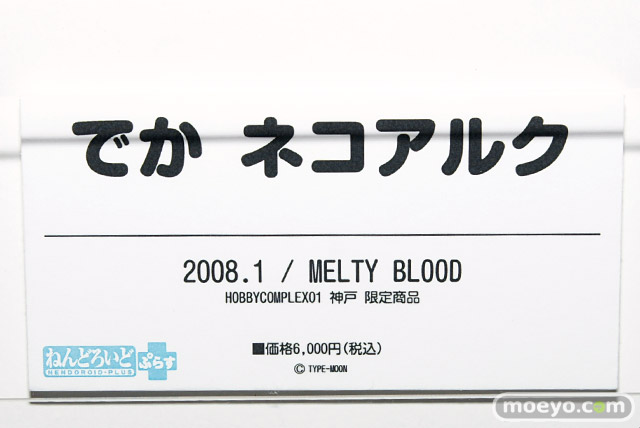 でか ネコアルク
2008.1 / MELTY BLOOD
HOBBYCOMPLEX01 神戸 限定商品
■価格6,000円(税込)
© TYPE-MOON
ねんどろいど ぷらす
NENDOROID-PLUS
moeyo.com